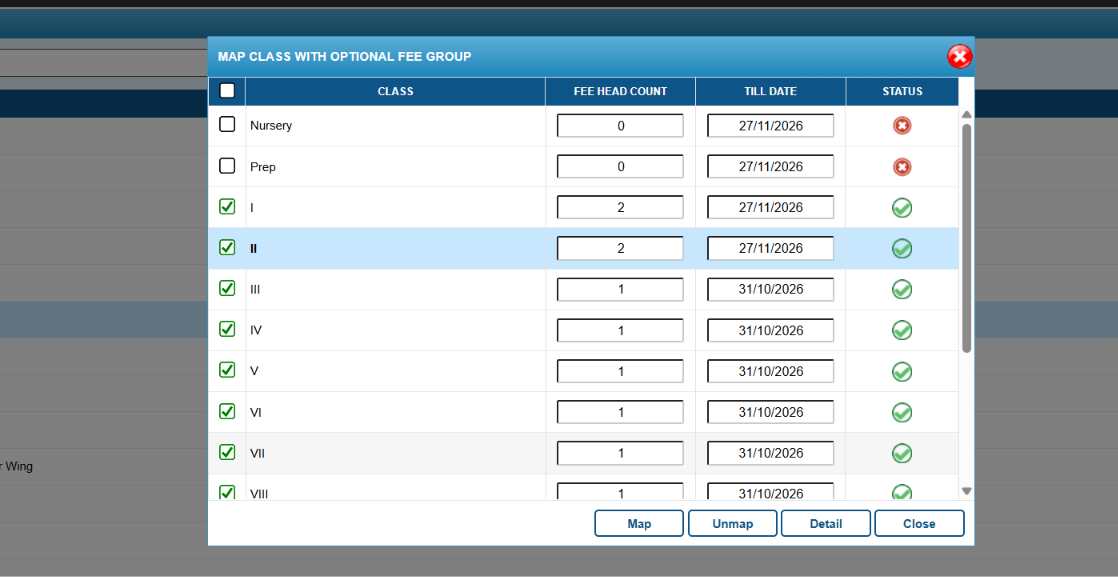 MAP CLASS WITH OPTIONAL FEE GROUP
CLASS FEE HEAD COUNT TILL DATE STATUS
Nursery 0 27/11/2026
Prep 0 27/11/2026
I 2 27/11/2026
II 2 27/11/2026
III 1 31/10/2026
IV 1 31/10/2026
V 1 31/10/2026
VI 1 31/10/2026
VII 1 31/10/2026
Wing
VIII 1 31/10/2026
Map Unmap Detail Close